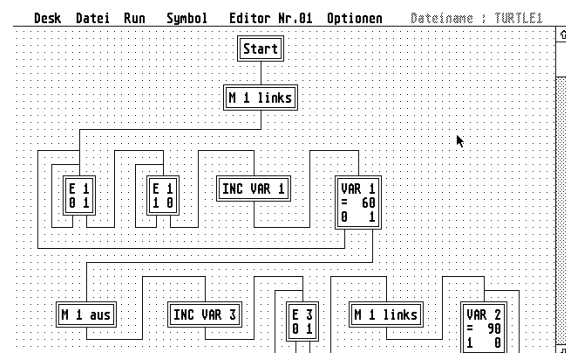 Desk Datei Run Symbol Editor Nr.01 Optionen Dateiname : TURTLE1
Start
M 1 links
E 1
0 1
E 1
1 0
INC VAR 1
VAR 1
= 60
0 1
M 1 aus
INC VAR 3
E 3
0 1
M 1 links
VAR 2
= 90
1 0